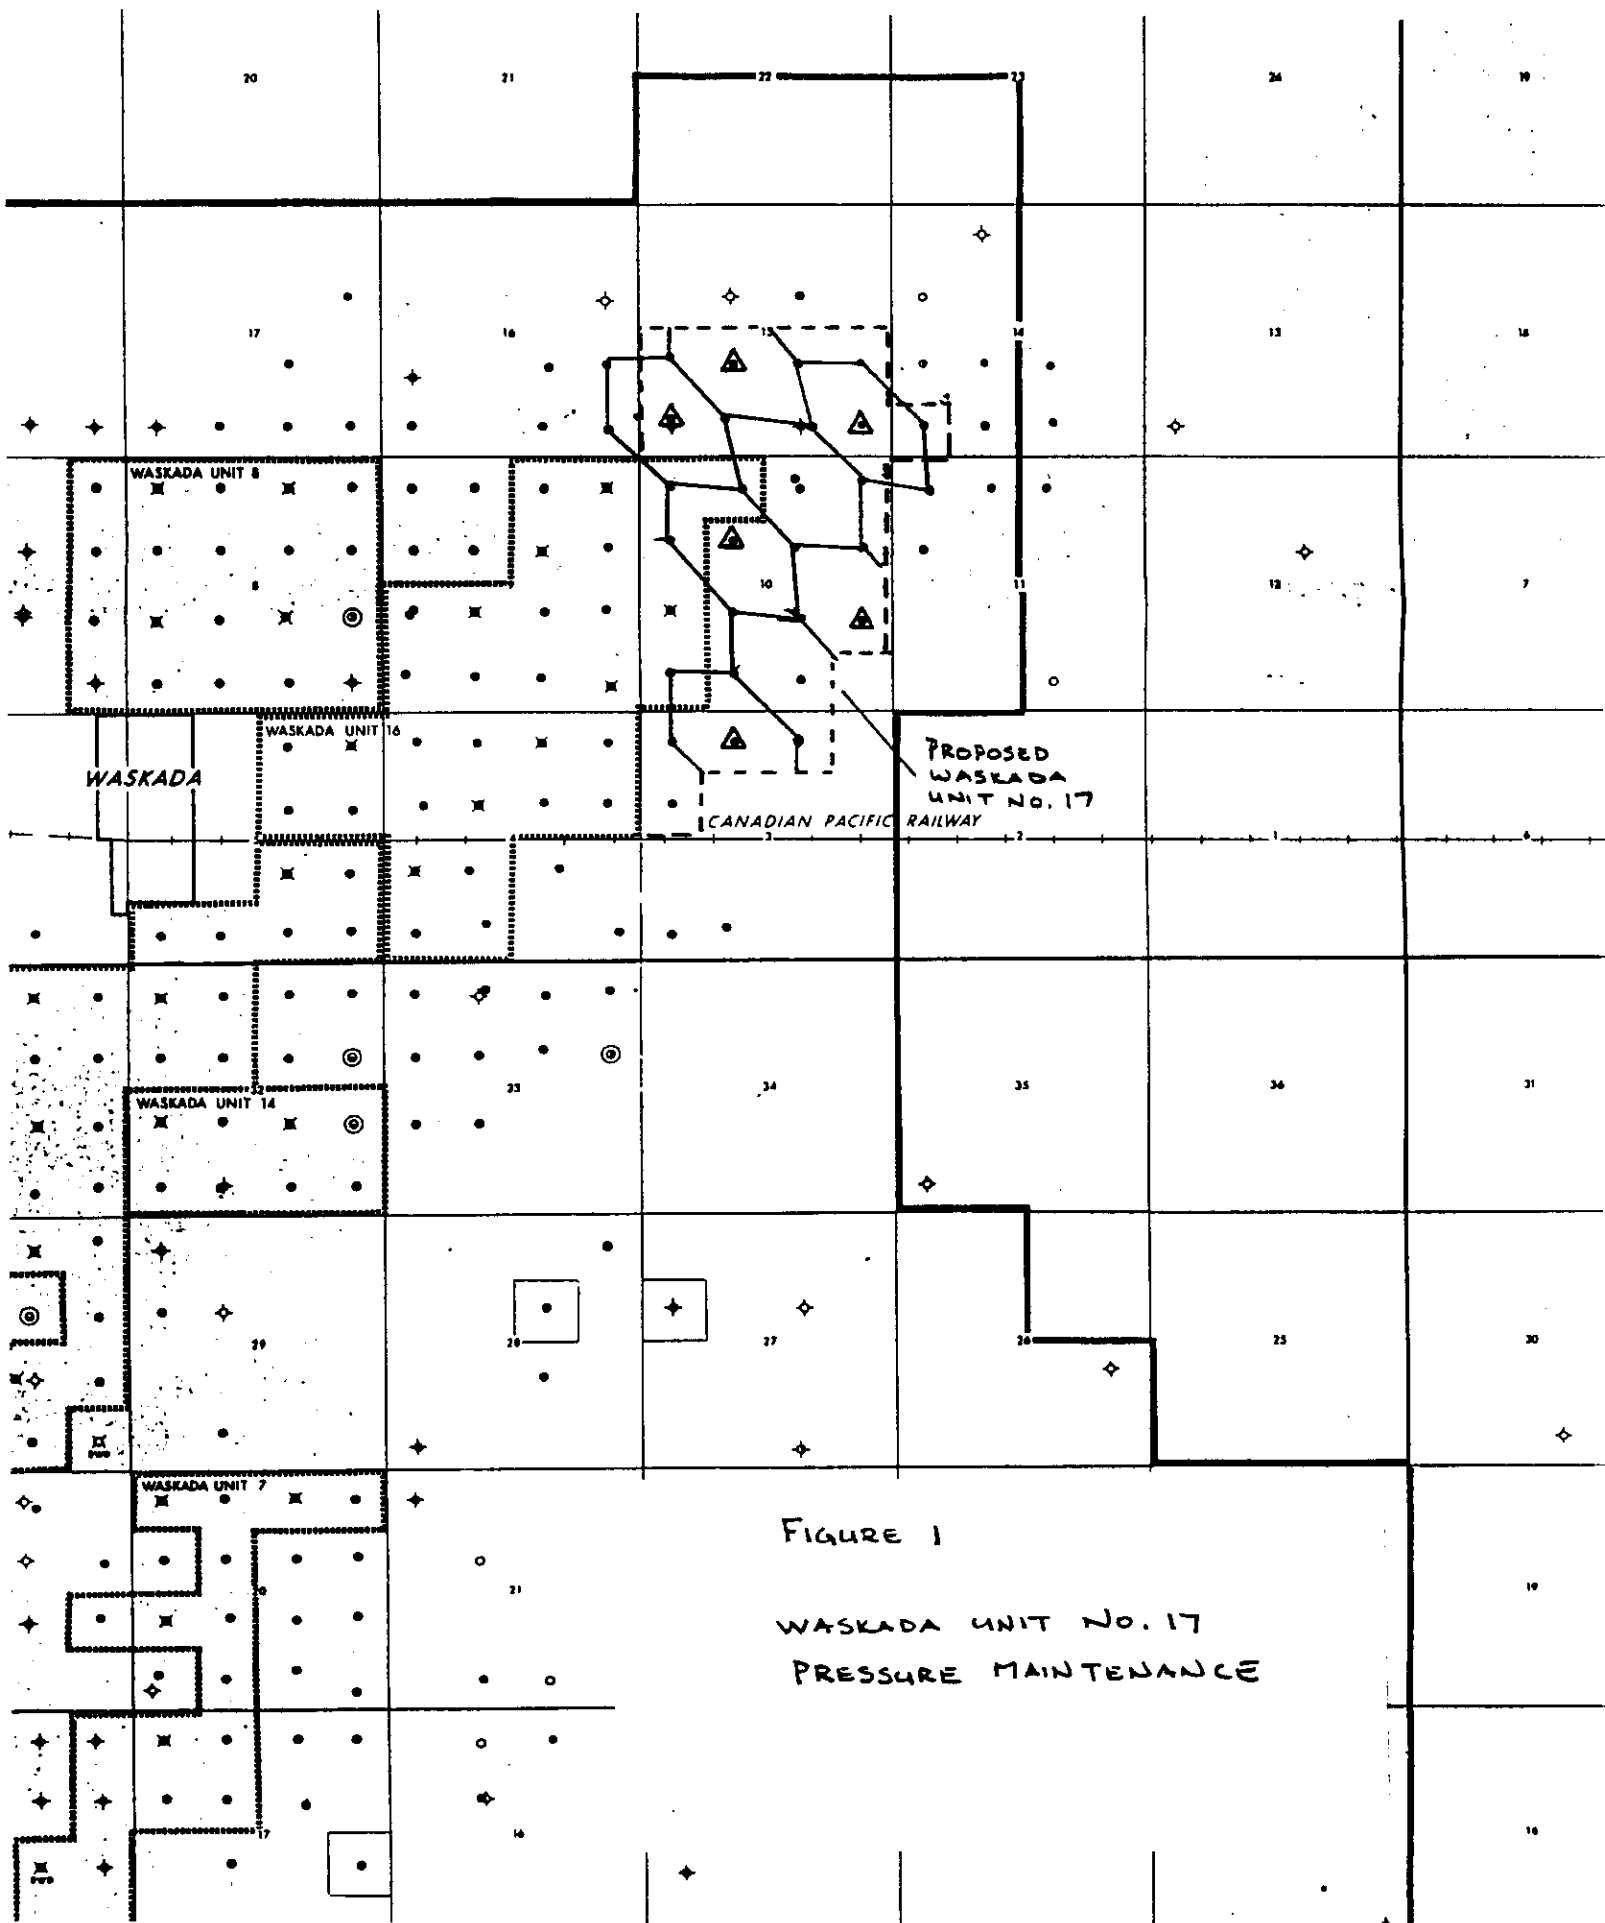 20 21 22 23 24 19
17 16 15 14 13 18
WASKADA UNIT 8
8 10 11 12 7
WASKADA UNIT 16
WASKADA
PROPOSED
WASKADA
UNIT NO. 17
CANADIAN PACIFIC RAILWAY
3 2 1 6
32 33 34 35 36 31
WASKADA UNIT 14
29 28 27 26 25 30
SWD
WASKADA UNIT 7
FIGURE 1
21 19
WASKADA UNIT NO. 17
PRESSURE MAINTENANCE
17 16